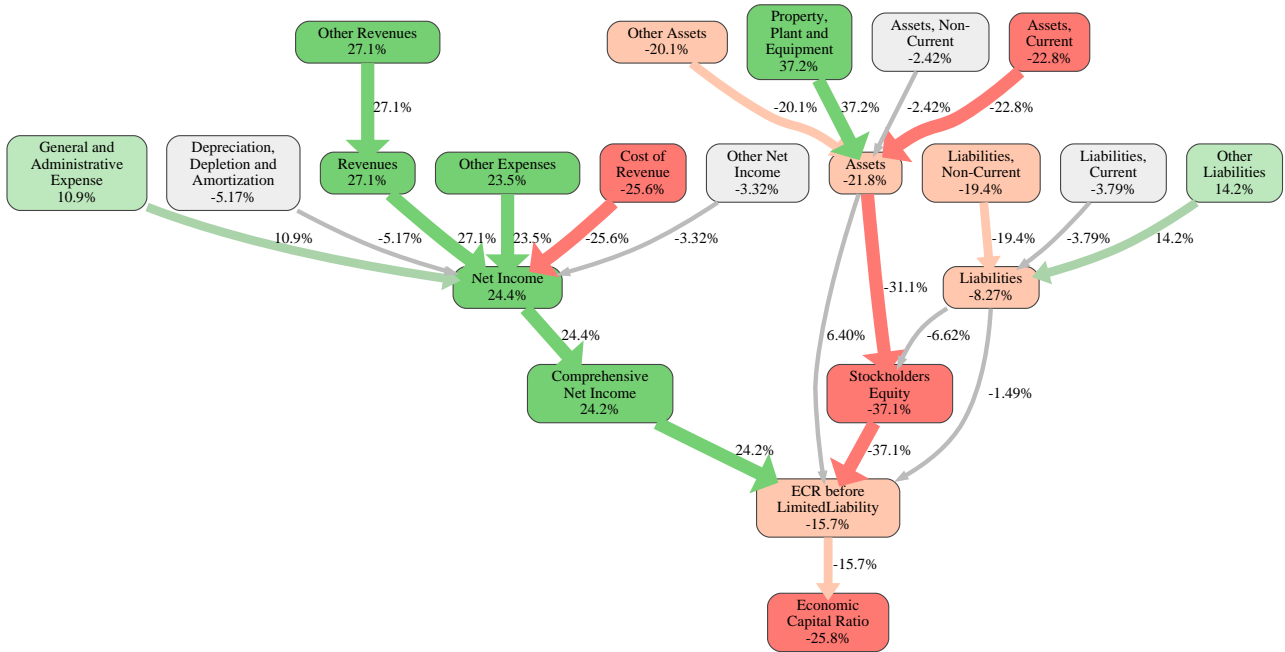 Other Revenues
27.1%
Other Assets
-20.1%
Property,
Plant and
Equipment
37.2%
Assets, Non-
Current
-2.42%
Assets,
Current
-22.8%
27.1%
-20.1%
37.2%
-2.42%
-22.8%
General and
Administrative
Expense
10.9%
Depreciation,
Depletion and
Amortization
-5.17%
Revenues
27.1%
Other Expenses
23.5%
Cost of
Revenue
-25.6%
Other Net
Income
-3.32%
Assets
-21.8%
Liabilities,
Non-Current
-19.4%
Liabilities,
Current
-3.79%
Other
Liabilities
14.2%
10.9%
-5.17%
27.1%
23.5%
-25.6%
-3.32%
-19.4%
-3.79%
14.2%
Net Income
24.4%
Liabilities
-8.27%
-31.1%
24.4%
6.40%
-6.62%
Comprehensive
Net Income
24.2%
Stockholders
Equity
-37.1%
-1.49%
24.2%
-37.1%
ECR before
LimitedLiability
-15.7%
-15.7%
Economic
Capital Ratio
-25.8%